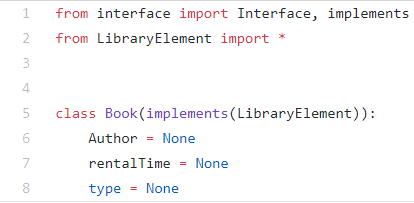 1 from interface import Interface, implements
2 from LibraryElement import *
3
4
5 class Book(implements(LibraryElement)):
6     Author = None
7     rentalTime = None
8     type = None